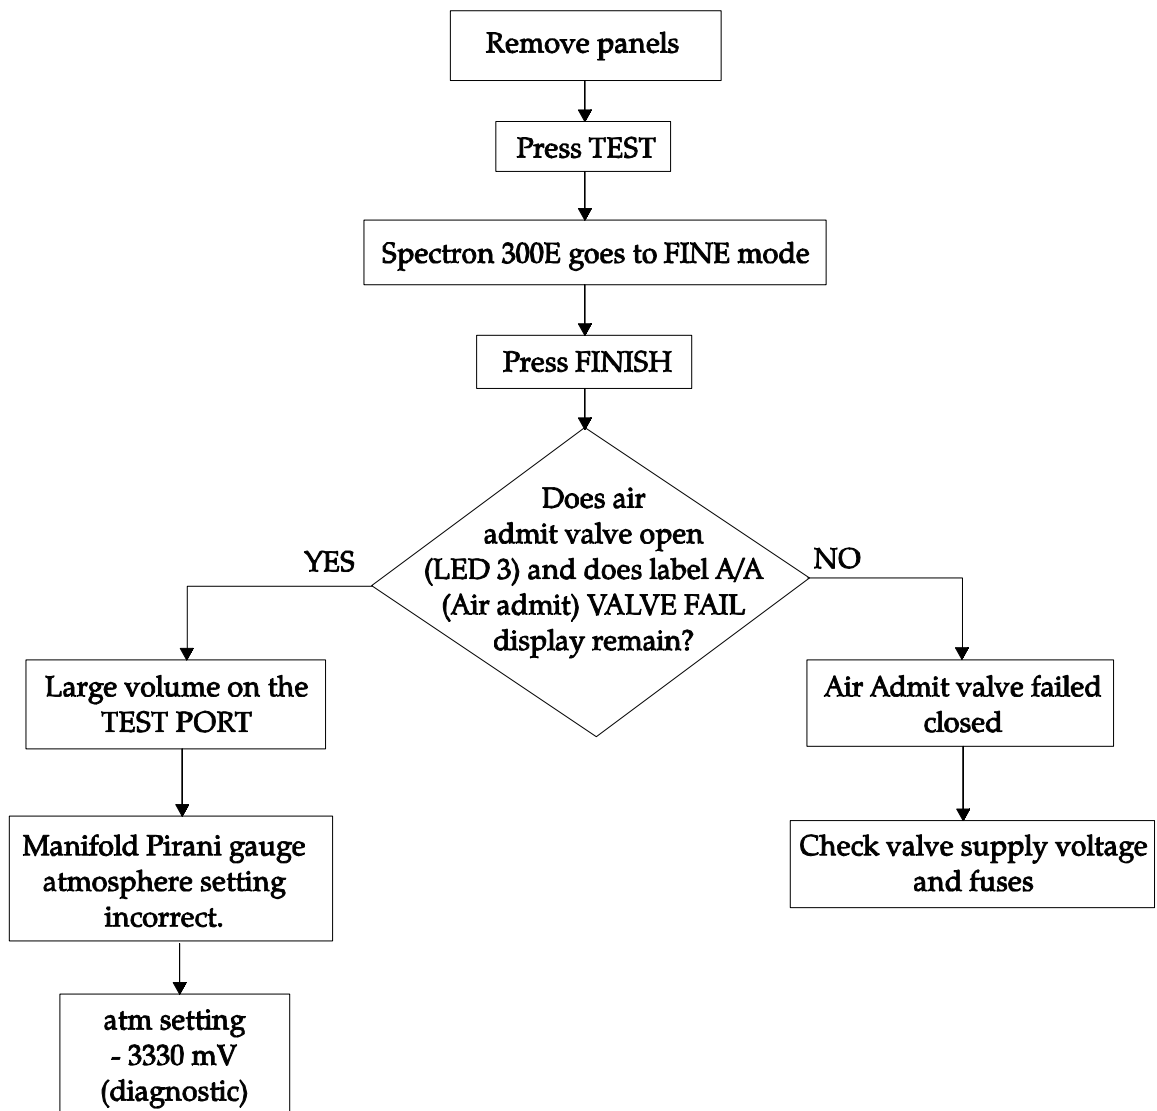 Remove panels
Press TEST
Spectron 300E goes to FINE mode
Press FINISH
Does air
admit valve open
(LED 3) and does label A/A
(Air admit) VALVE FAIL
display remain?
YES
NO
Large volume on the
TEST PORT
Manifold Pirani gauge
atmosphere setting
incorrect.
atm setting
- 3330 mV
(diagnostic)
Air Admit valve failed
closed
Check valve supply voltage
and fuses